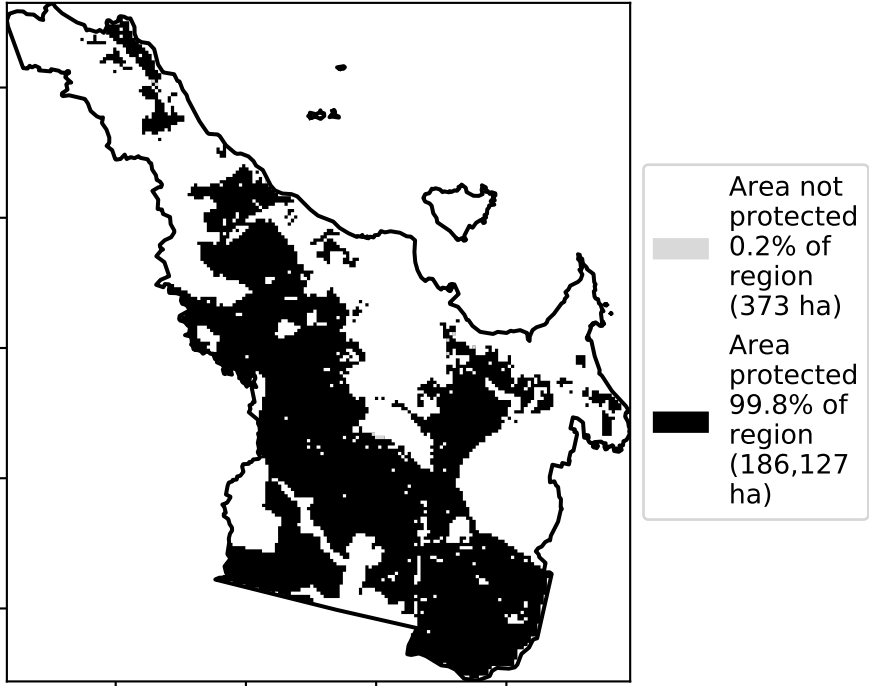 Area not
protected
0.2% of
region
(373 ha)
Area
protected
99.8% of
region
(186,127
ha)